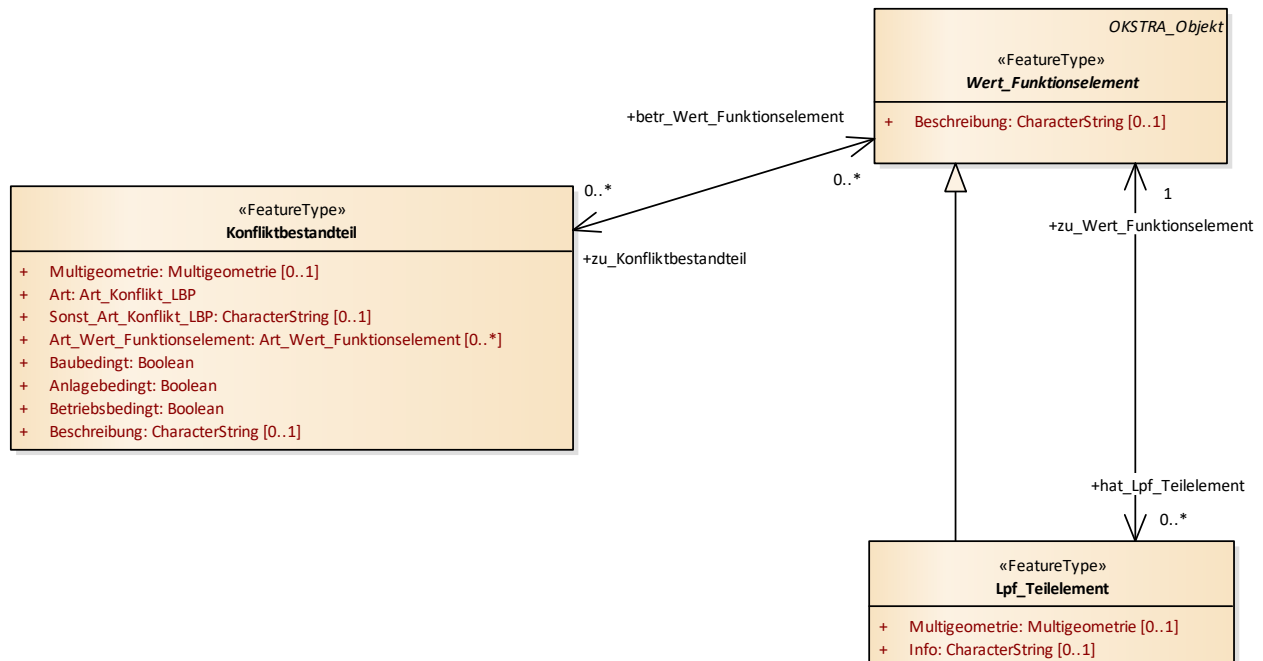 OKSTRA_Objekt
«FeatureType»
Wert_Funktionselement
+ Beschreibung: CharacterString [0..1]
+betr_Wert_Funktionselement
0..*
0..*
+zu_Konfliktbestandteil
«FeatureType»
Konfliktbestandteil
+ Multigeometrie: Multigeometrie [0..1]
+ Art: Art_Konflikt_LBP
+ Sonst_Art_Konflikt_LBP: CharacterString [0..1]
+ Art_Wert_Funktionselement: Art_Wert_Funktionselement [0..*]
+ Baubedingt: Boolean
+ Anlagebedingt: Boolean
+ Betriebsbedingt: Boolean
+ Beschreibung: CharacterString [0..1]
1
+zu_Wert_Funktionselement
+hat_Lpf_Teilelement
0..*
«FeatureType»
Lpf_Teilelement
+ Multigeometrie: Multigeometrie [0..1]
+ Info: CharacterString [0..1]